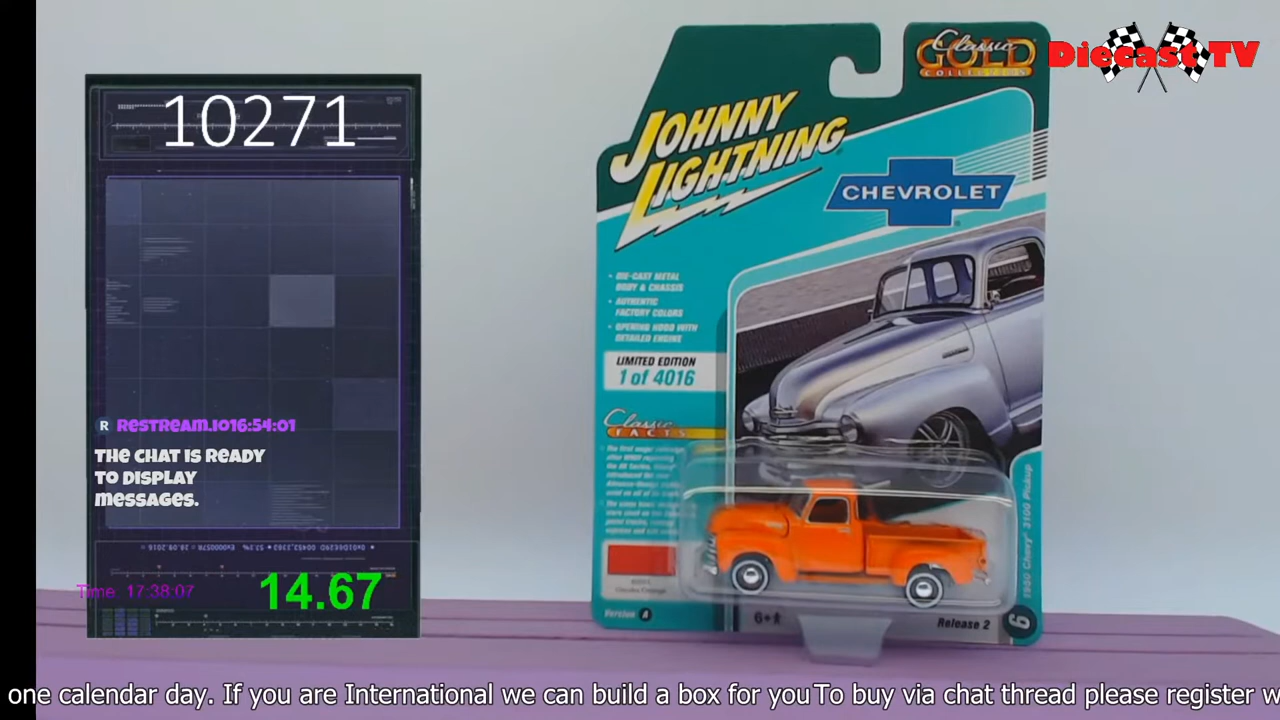 Classic
GOLD
COLLECTION
Diecast TV
10271
JOHNNY
LIGHTNING
CHEVROLET
• DIE-CAST METAL
BODY & CHASSIS
• AUTHENTIC
FACTORY COLORS
• OPENING HOOD WITH
DETAILED ENGINE
LIMITED EDITION
1 of 4016
Classic
FACTS
R Restream.io16:54:01
THE CHAT IS READY
TO DISPLAY
MESSAGES.
Time 17:38:07
14.67
1950 Chevy 3100 Pickup
Version A
6+
Release 2
6
one calendar day. If you are International we can build a box for you To buy via chat thread please register w